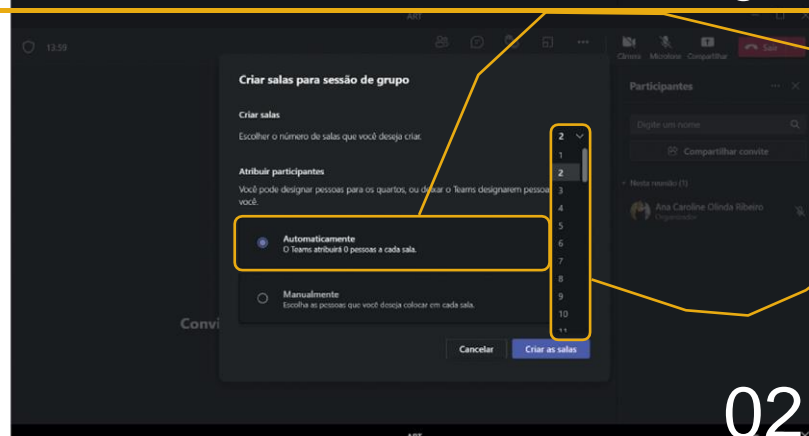 ART
13:59
Câmera Microfone Compartilhar
Sair
Criar salas para sessão de grupo
Criar salas
Escolher o número de salas que você deseja criar.
2
1
2
3
4
5
6
7
8
9
10
11
Atribuir participantes
Você pode designar pessoas para os quartos, ou deixar o Teams designarem pessoa
você.
Automaticamente
O Teams atribuirá 0 pessoas a cada sala.
Manualmente
Escolha as pessoas que você deseja colocar em cada sala.
Cancelar
Criar as salas
Convi
Participantes
Digite um nome
Compartilhar convite
Nesta reunião (1)
Ana Caroline Olinda Ribeiro
Organizador
02
ART